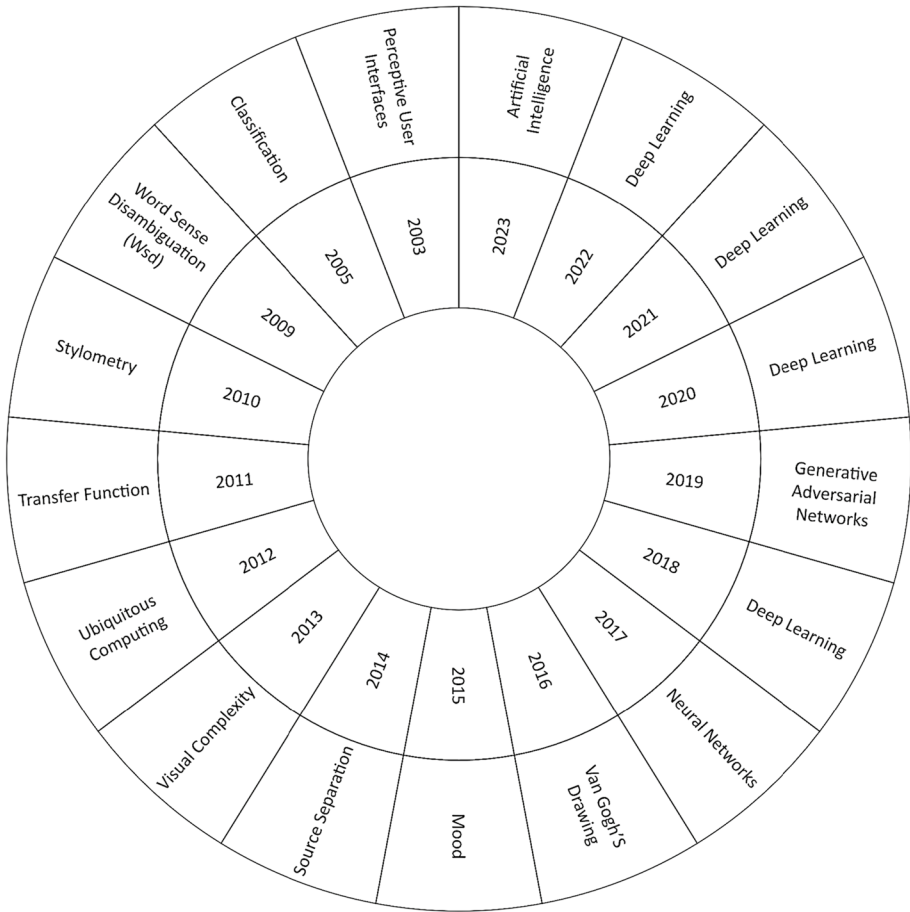 Artificial
Intelligence
2023
Deep Learning
2022
Deep Learning
2021
Deep Learning
2020
Generative
Adversarial
Networks
2019
Deep Learning
2018
Neural Networks
2017
Van Gogh'S
Drawing
2016
Mood
2015
Source Separation
2014
Visual Complexity
2013
Ubiquitous
Computing
2012
Transfer Function
2011
Stylometry
2010
Word Sense
Disambiguation
(Wsd)
2009
Classification
2005
Perceptive User
Interfaces
2003